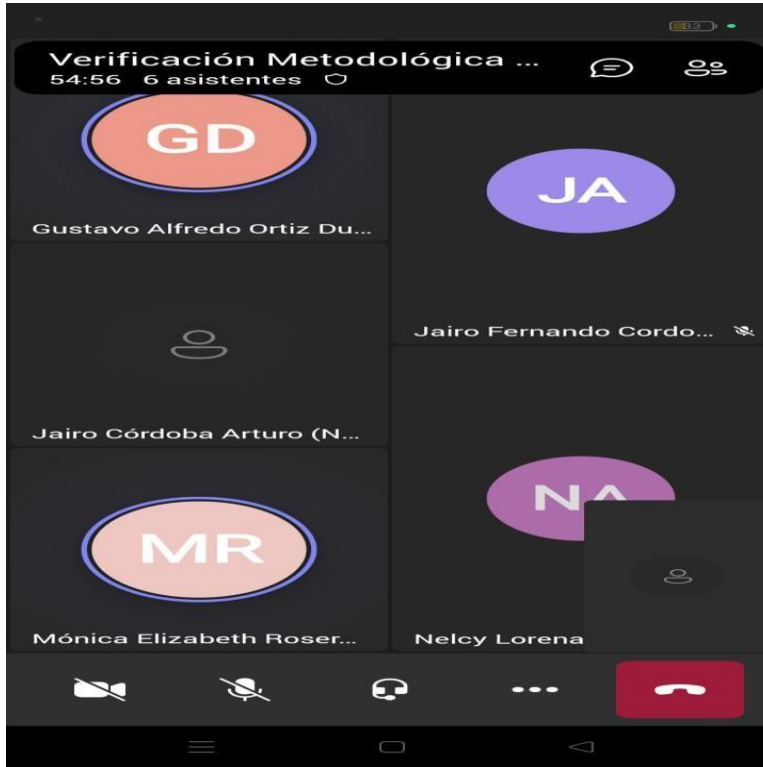 83
Verificación Metodológica ...
54:56 6 asistentes
GD
Gustavo Alfredo Ortiz Du...
JA
Jairo Fernando Cordo...
Jairo Córdoba Arturo (N...
MR
Mónica Elizabeth Roser...
NA
Nelcy Lorena